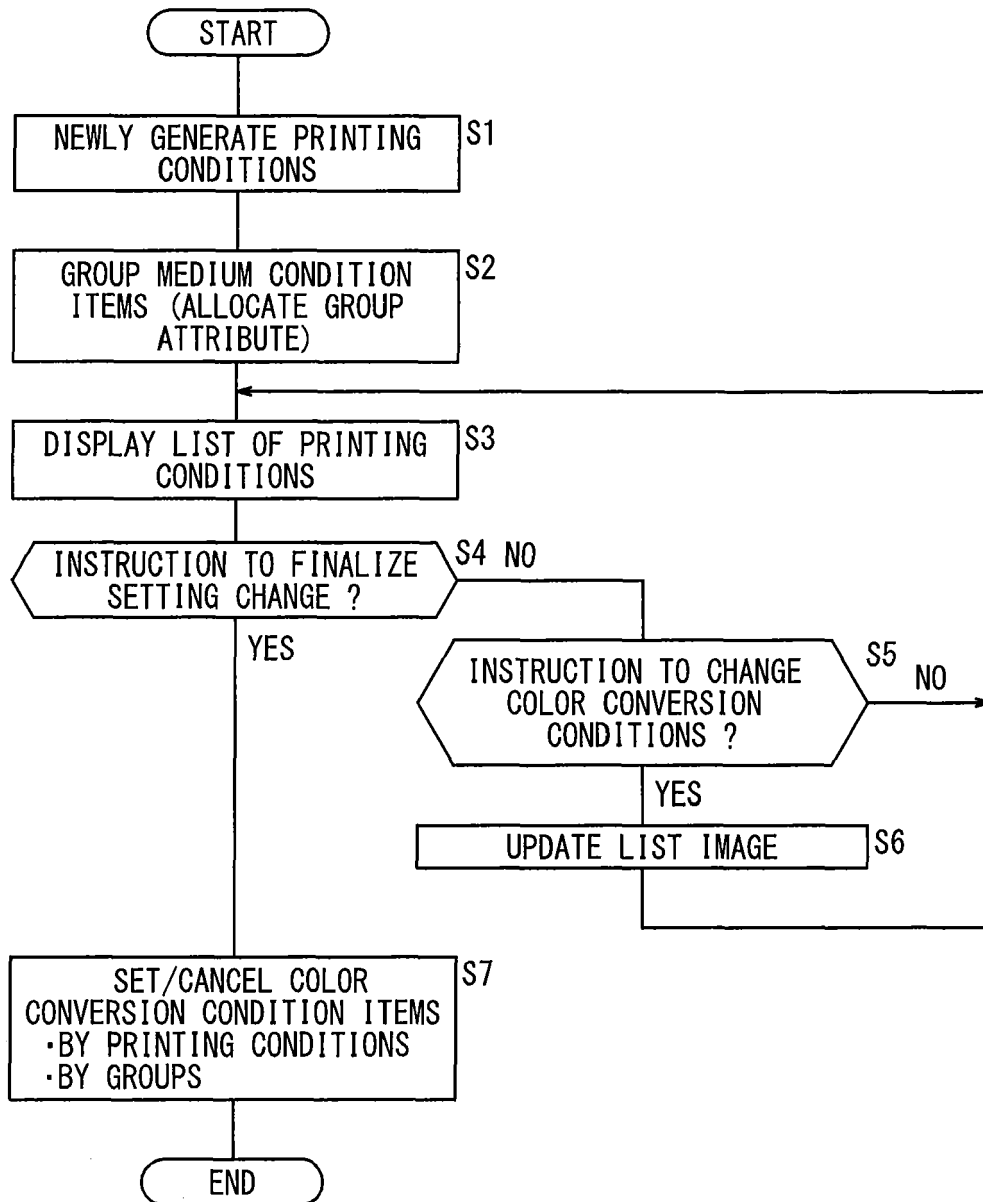 START
NEWLY GENERATE PRINTING
CONDITIONS
S1
GROUP MEDIUM CONDITION
ITEMS (ALLOCATE GROUP
ATTRIBUTE)
S2
DISPLAY LIST OF PRINTING
CONDITIONS
S3
INSTRUCTION TO FINALIZE
SETTING CHANGE ?
S4 NO
YES
INSTRUCTION TO CHANGE
COLOR CONVERSION
CONDITIONS ?
S5
NO
YES
UPDATE LIST IMAGE
S6
SET/CANCEL COLOR
CONVERSION CONDITION ITEMS
・BY PRINTING CONDITIONS
・BY GROUPS
S7
END